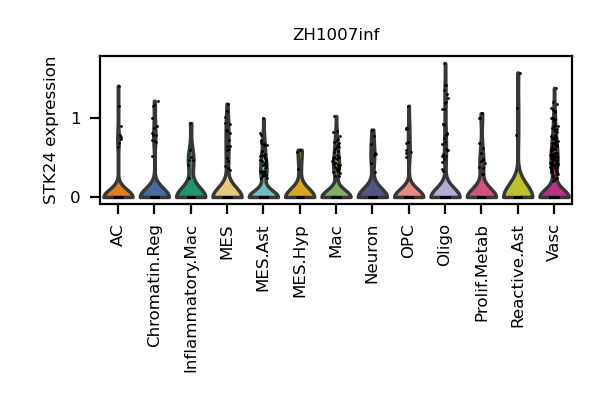 ZH1007inf
STK24 expression
1
0
AC
Chromatin.Reg
Inflammatory.Mac
MES
MES.Ast
MES.Hyp
Mac
Neuron
OPC
Oligo
Prolif.Metab
Reactive.Ast
Vasc